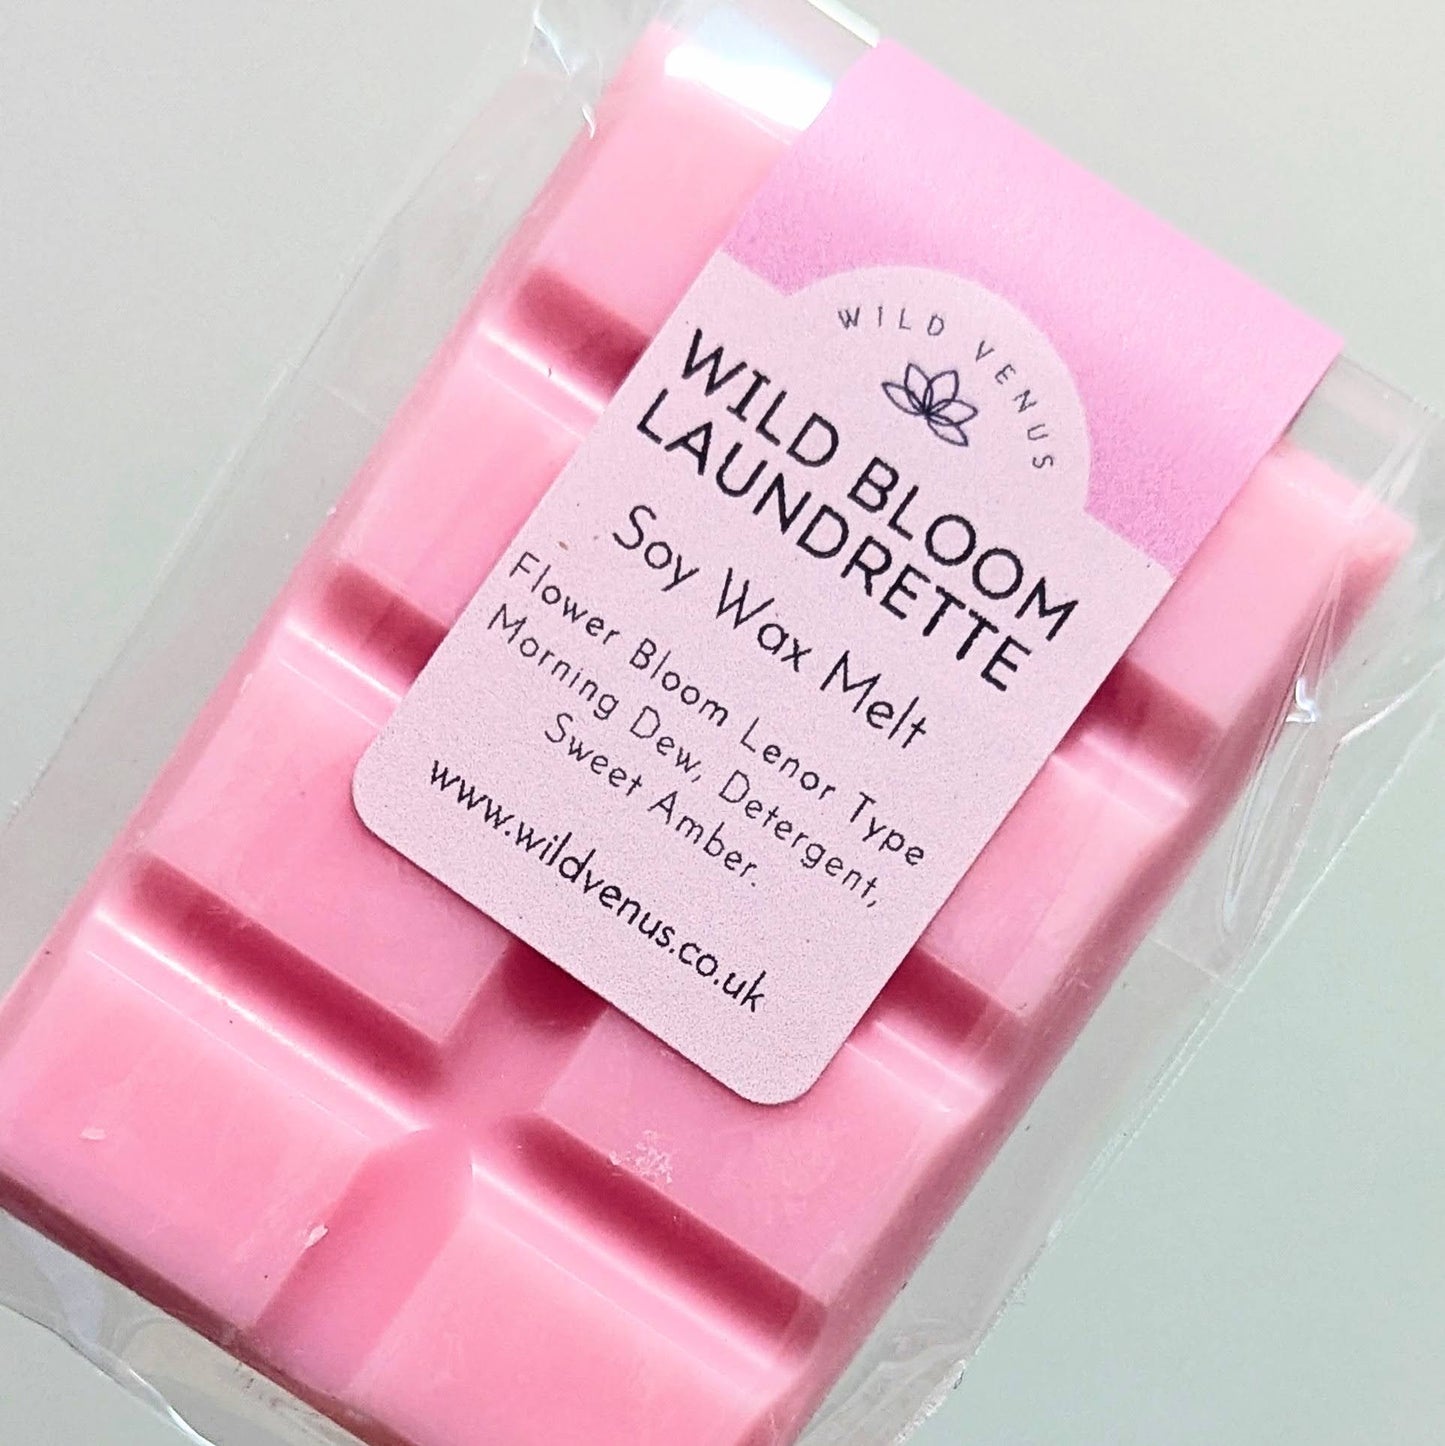 WILD VENUS
WILD BLOOM
LAUNDRETTE
Soy Wax Melt
Flower Bloom Lenor Type
Morning Dew, Detergent,
Sweet Amber.
www.wildvenus.co.uk